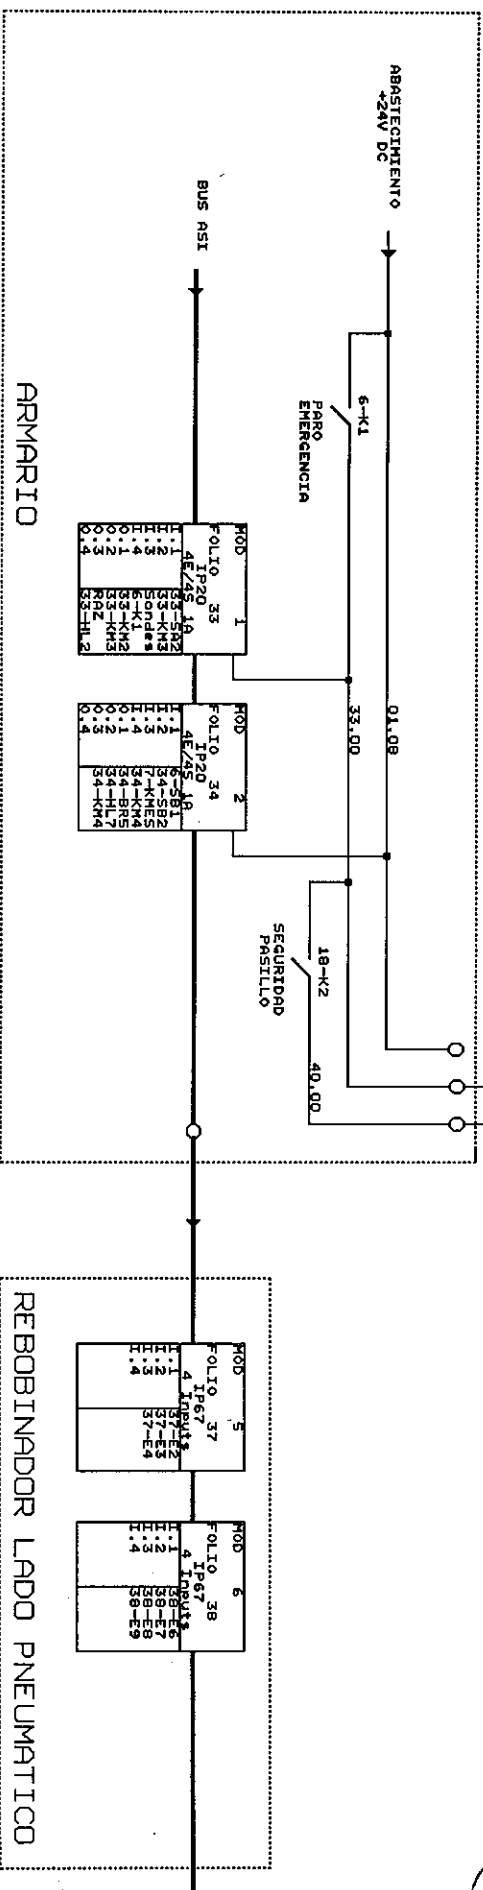 ABASTECIMIENTO
+24V DC
6-K1
PARO
EMERGENCIA
01.08
33.00
18-K2
SEGURIDAD
PASILLO
40.00
BUS ASI
MOD 1
FOLIO 33
IP20
4E/4S 1A
I.1 33-SA2
I.2 33-KM3
I.3 Sondes
I.4 6-K1
O.1 33-KM2
O.2 33-KM3
O.3 RAZ
O.4 33-HL2
MOD 2
FOLIO 34
IP20
4E/4S 1A
I.1 6-SB1
I.2 34-SB2
I.3 7-KMES
I.4 34-KM4
O.1 34-BR5
O.2 34-HL7
O.3 34-KM4
O.4
ARMARIO
MOD 5
FOLIO 37
IP67
4 Inputs
I.1 37-E2
I.2 37-E3
I.3 37-E4
I.4
MOD 6
FOLIO 38
IP67
4 Inputs
I.1 38-E6
I.2 38-E7
I.3 38-E8
I.4 38-E9
REBOBINADOR LADO PNEUMATICO